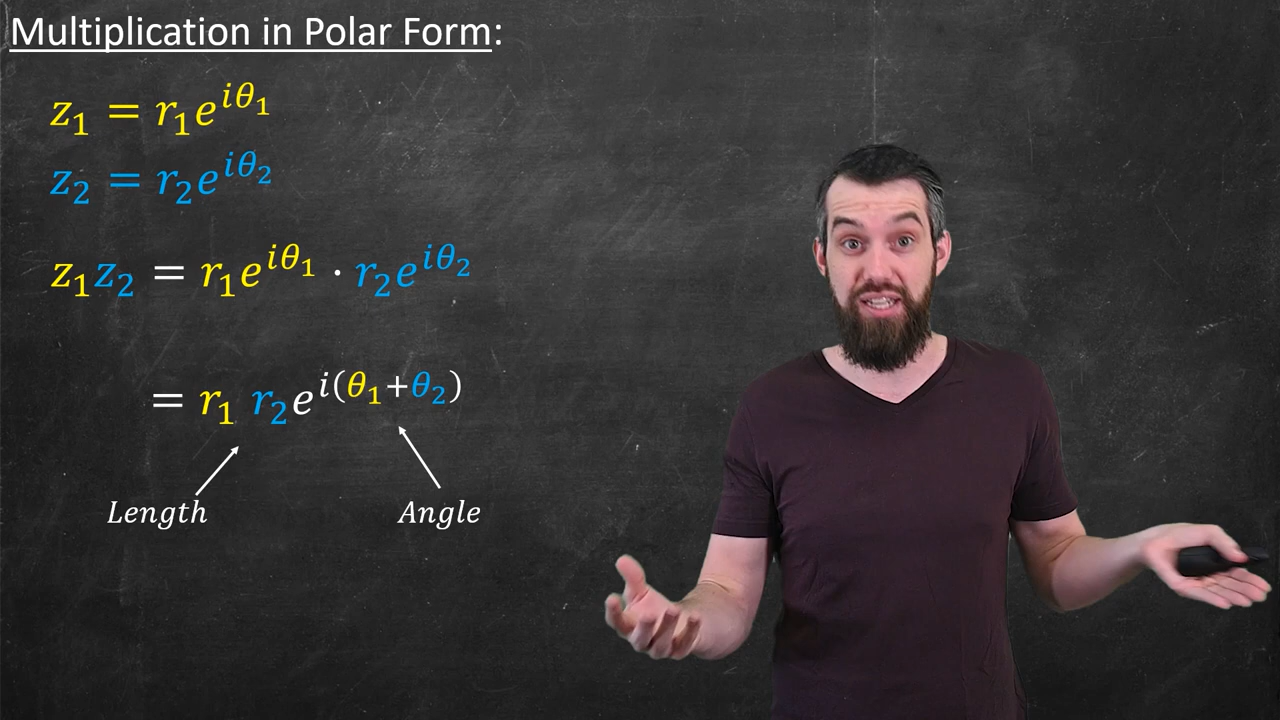 Multiplication in Polar Form:
z₁ = r₁e^{iθ₁}
z₂ = r₂e^{iθ₂}
z₁z₂ = r₁e^{iθ₁} · r₂e^{iθ₂}
= r₁ r₂e^{i(θ₁+θ₂)}
Length Angle